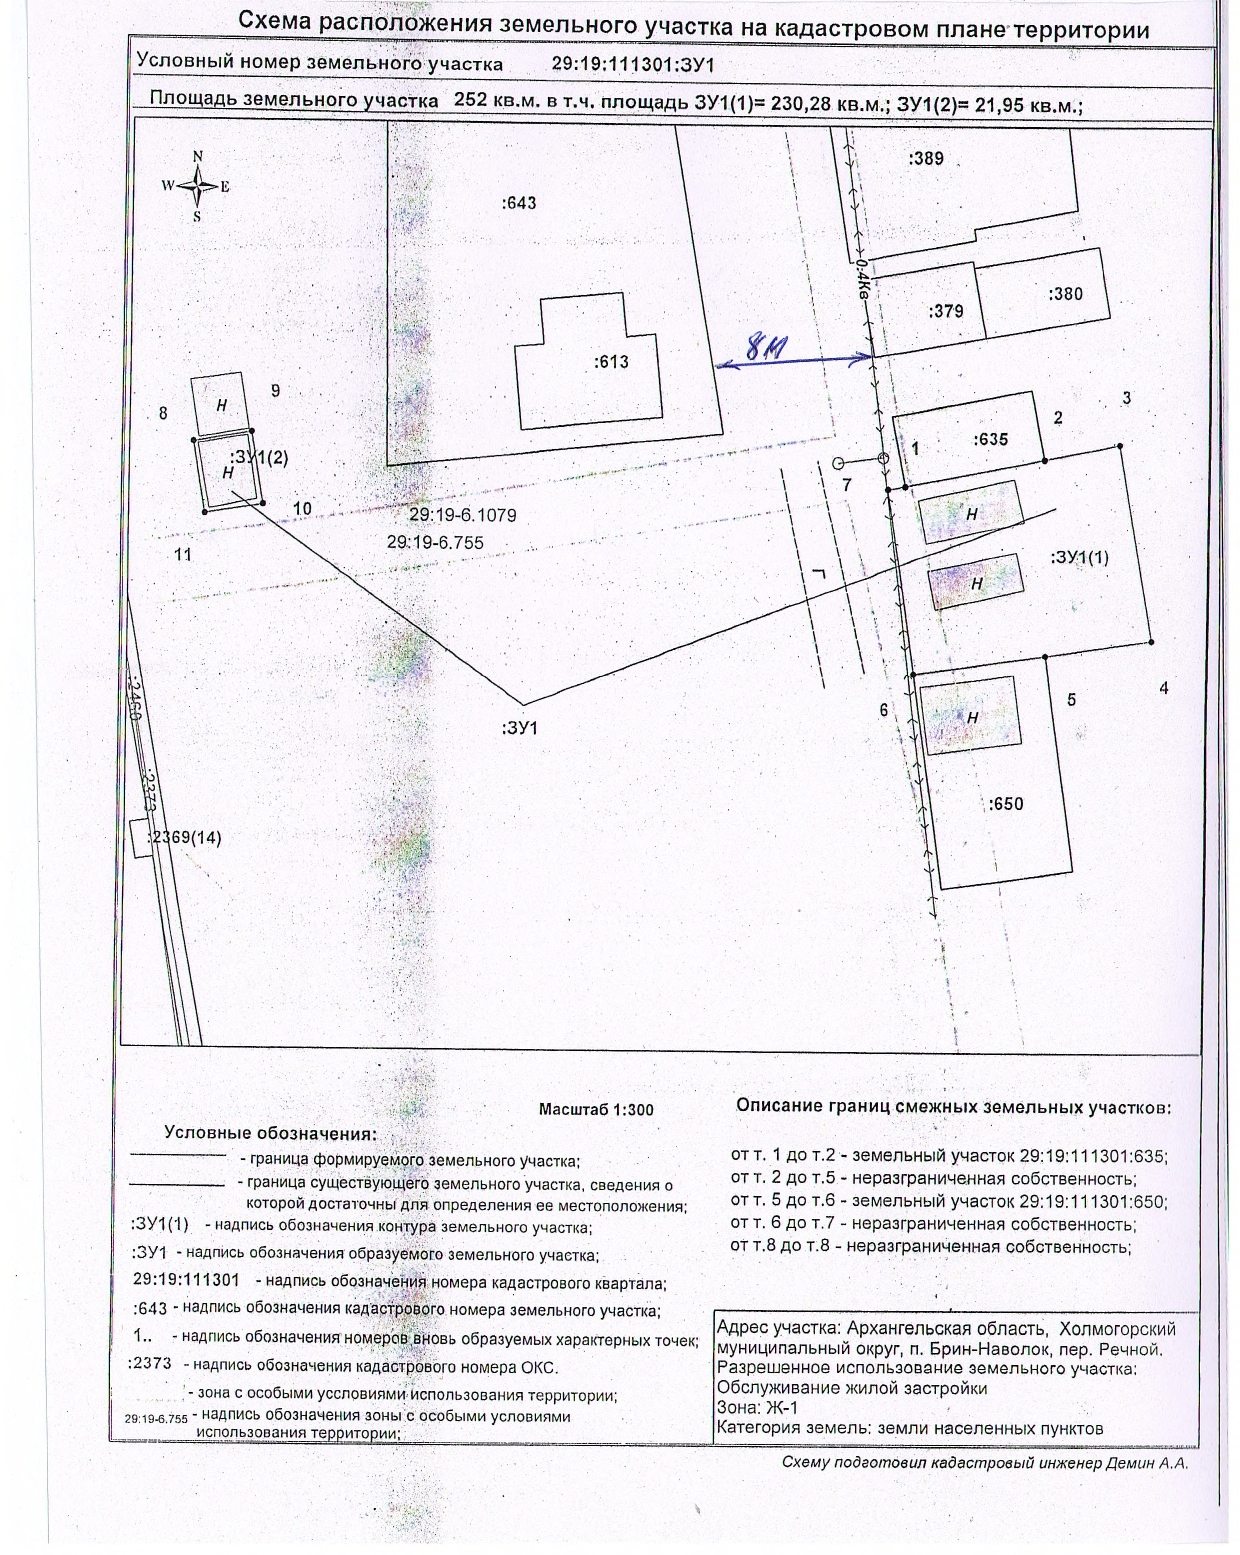 Схема расположения земельного участка на кадастровом плане территории
Условный номер земельного участка 29:19:111301:ЗУ1
Площадь земельного участка 252 кв.м. в т.ч. площадь ЗУ1(1)= 230,28 кв.м.; ЗУ1(2)= 21,95 кв.м.;
N
W E
S
:643
:389
0.4Кв
:379
:380
8м
:613
8
9
Н
:ЗУ1(2)
Н
10
11
29:19-6.1079
29:19-6.755
:635
1
2
3
7
Н
:ЗУ1(1)
Н
:ЗУ1
6
5
4
Н
:650
:2460
:2373
:2369(14)
Масштаб 1:300
Условные обозначения:
- граница формируемого земельного участка;
- граница существующего земельного участка, сведения о
которой достаточны для определения ее местоположения;
:ЗУ1(1) - надпись обозначения контура земельного участка;
:ЗУ1 - надпись обозначения образуемого земельного участка;
29:19:111301 - надпись обозначения номера кадастрового квартала;
:643 - надпись обозначения кадастрового номера земельного участка;
1.. - надпись обозначения номеров вновь образуемых характерных точек;
:2373 - надпись обозначения кадастрового номера ОКС.
- зона с особыми усслови­ями использования территории;
29:19-6.755 - надпись обозначения зоны с особыми условиями
использования территории;
Описание границ смежных земельных участков:
от т. 1 до т.2 - земельный участок 29:19:111301:635;
от т. 2 до т.5 - неразграниченная собственность;
от т. 5 до т.6 - земельный участок 29:19:111301:650;
от т. 6 до т.7 - неразграниченная собственность;
от т.8 до т.8 - неразграниченная собственность;
Адрес участка: Архангельская область, Холмогорский
муниципальный округ, п. Брин-Наволок, пер. Речной.
Разрешенное использование земельного участка:
Обслуживание жилой застройки
Зона: Ж-1
Категория земель: земли населенных пунктов
Схему подготовил кадастровый инженер Демин А.А.